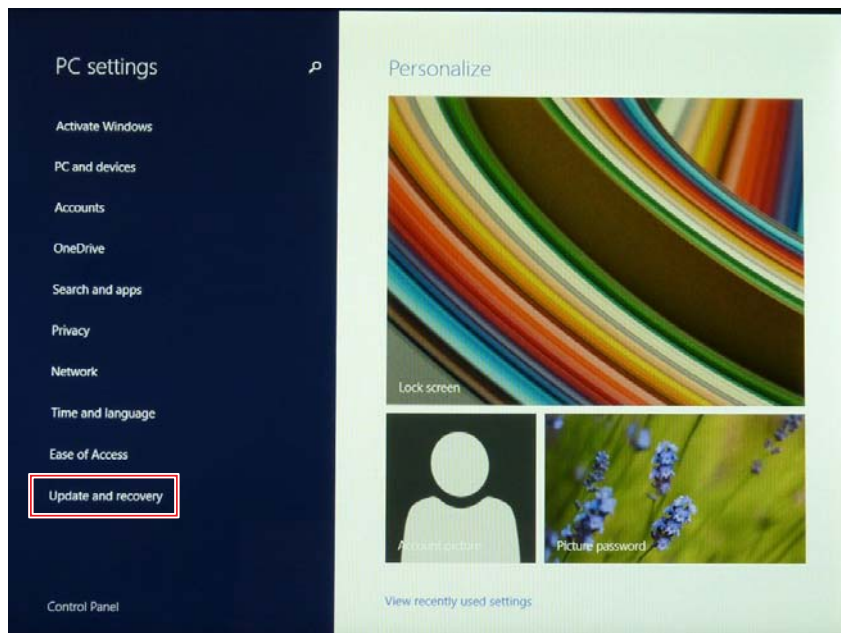 PC settings
Personalize
Activate Windows
PC and devices
Accounts
OneDrive
Search and apps
Privacy
Network
Time and language
Ease of Access
Update and recovery
Control Panel
Lock screen
Account picture
Picture password
View recently used settings